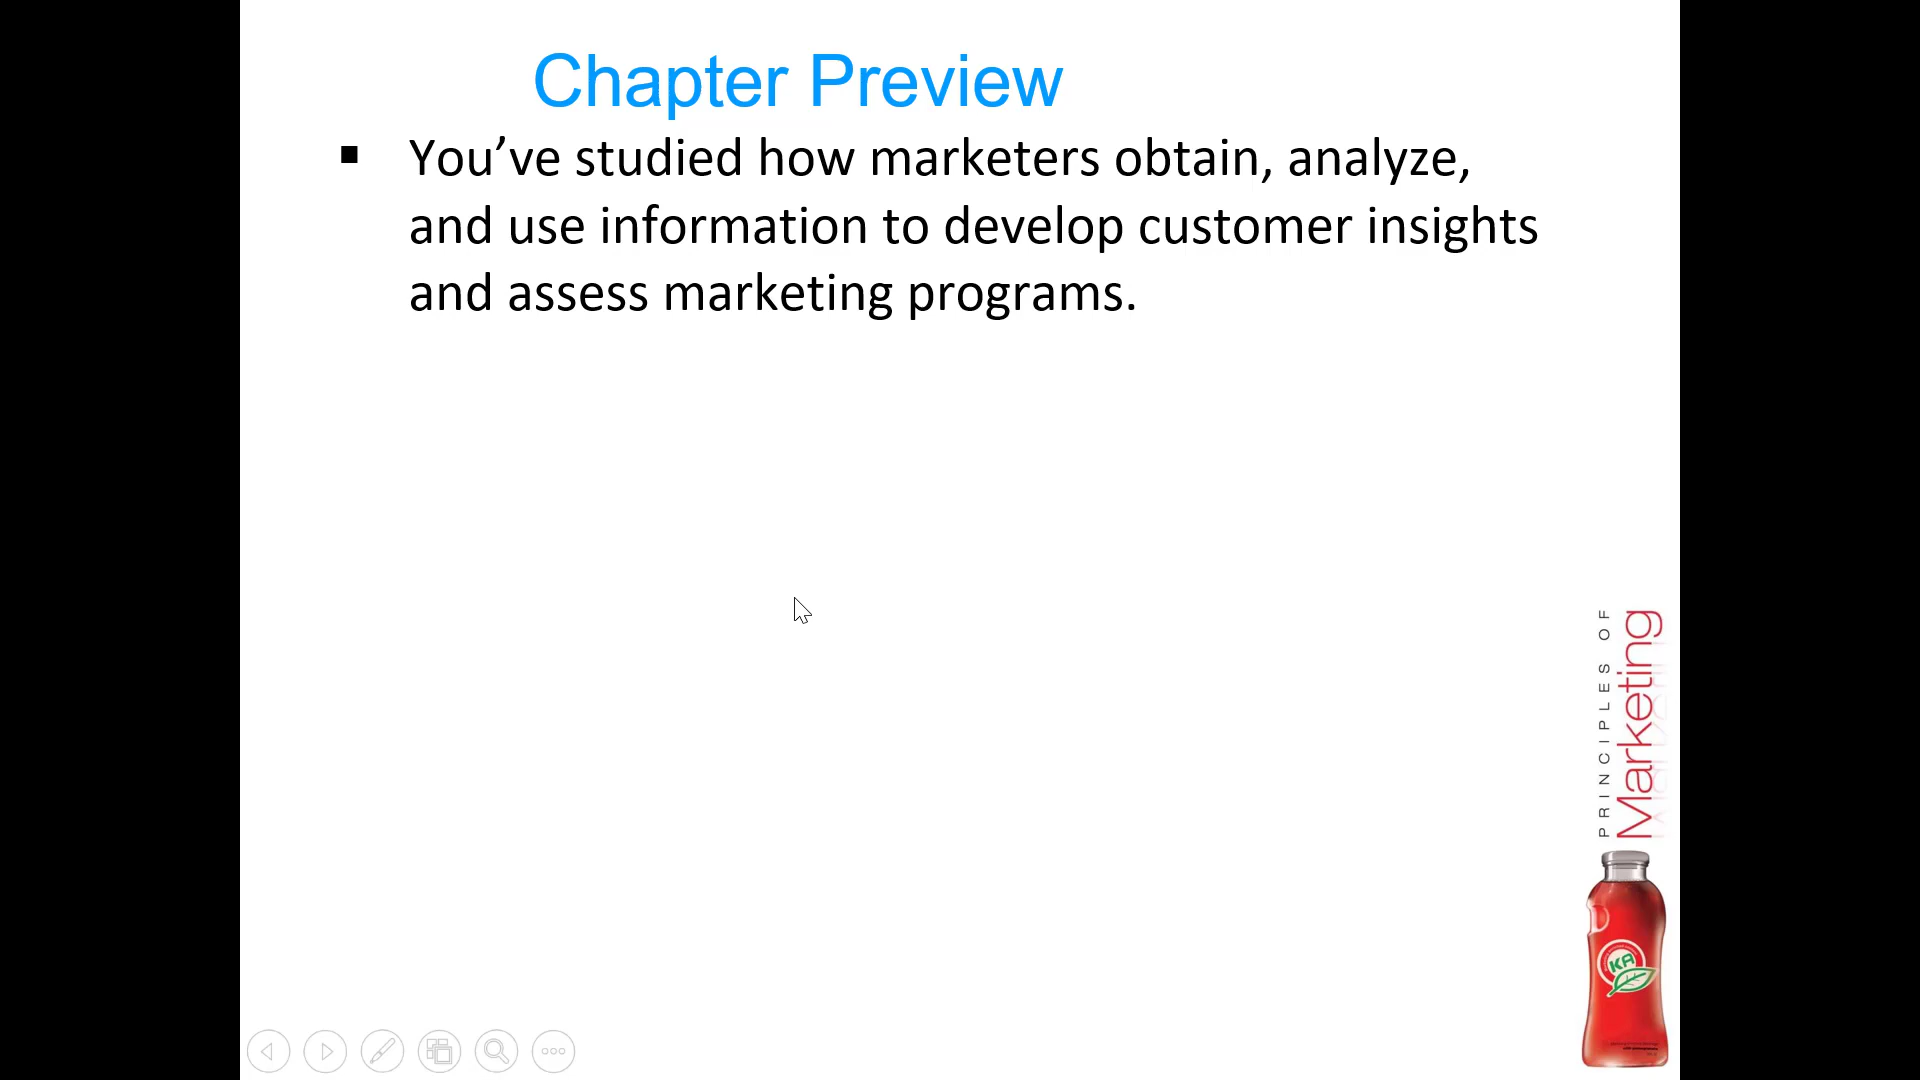 Chapter Preview
▪ You’ve studied how marketers obtain, analyze,
and use information to develop customer insights
and assess marketing programs.
PRINCIPLES OF
Marketing
KA